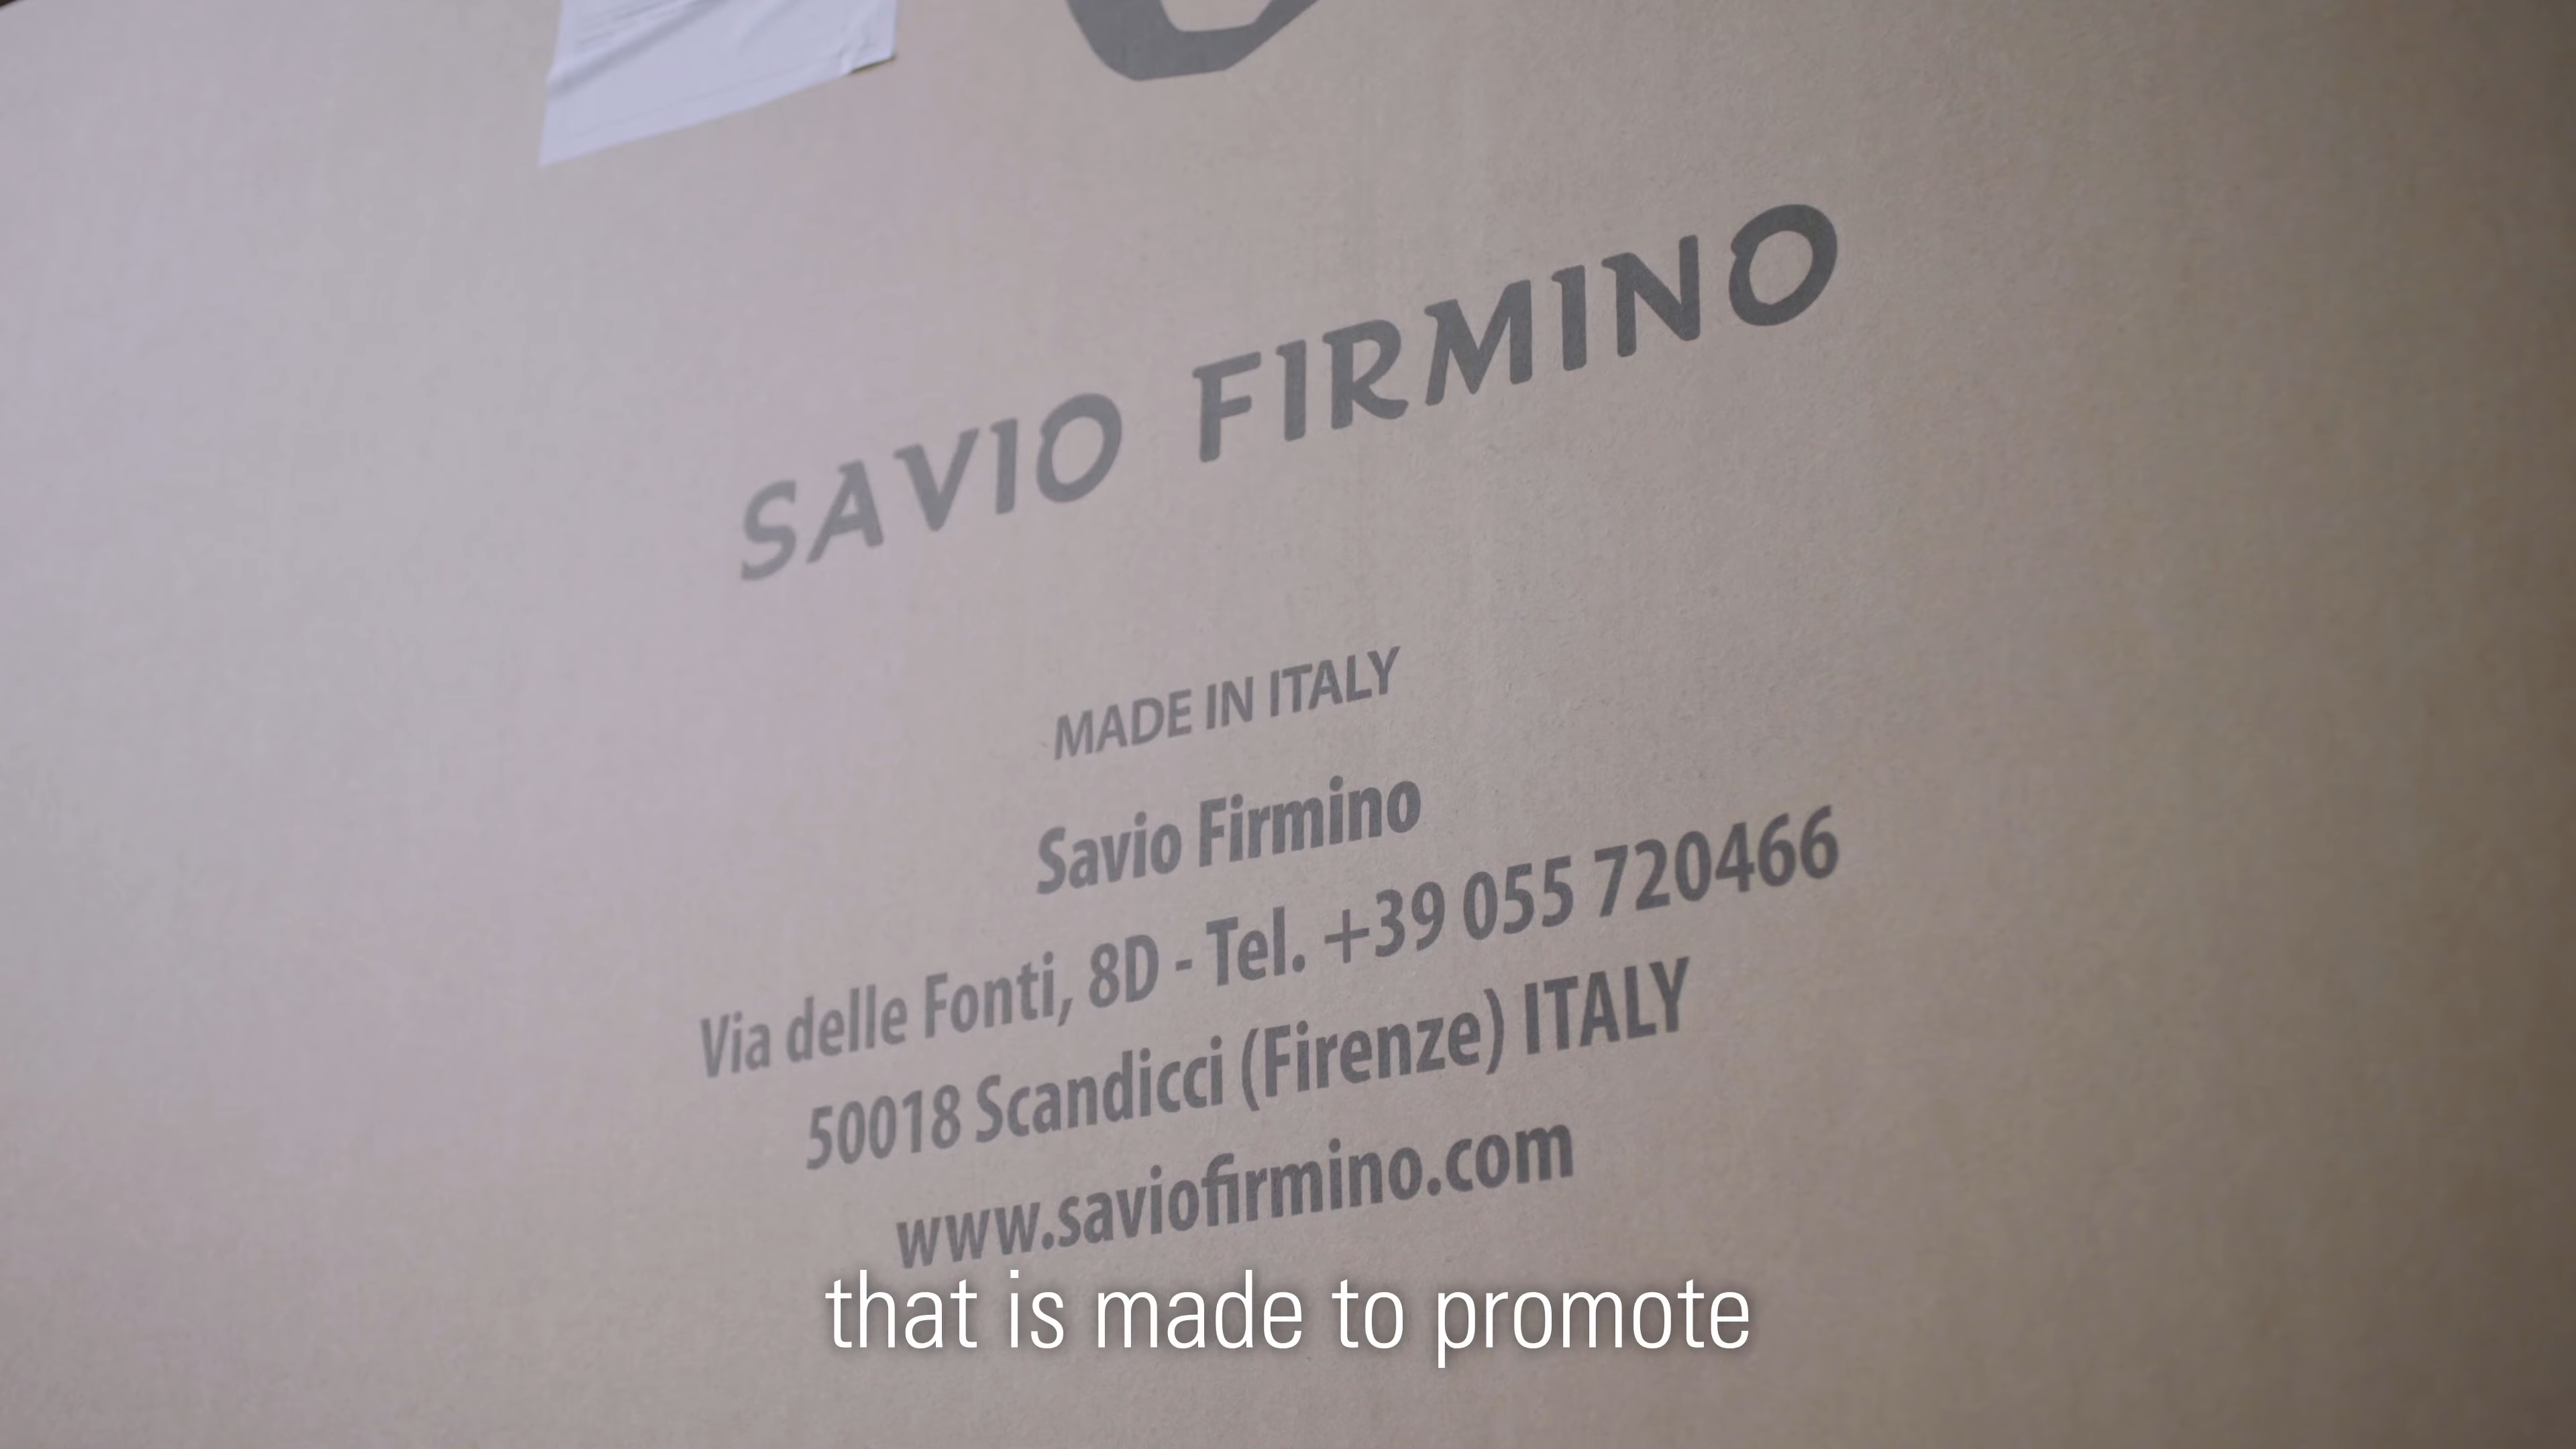 SAVIO FIRMINO
MADE IN ITALY
Savio Firmino
Via delle Fonti, 8D - Tel. +39 055 720466
50018 Scandicci (Firenze) ITALY
www.saviofirmino.com
that is made to promote